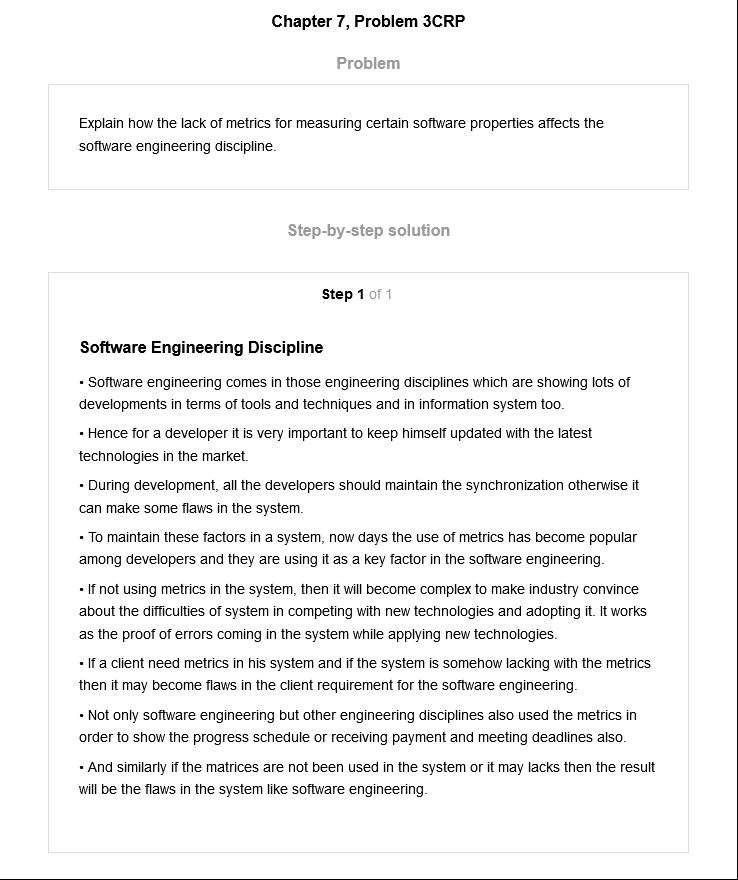 Chapter 7, Problem 3CRP
Problem
Explain how the lack of metrics for measuring certain software properties affects the
software engineering discipline.
Step-by-step solution
Step 1 of 1
Software Engineering Discipline
• Software engineering comes in those engineering disciplines which are showing lots of
developments in terms of tools and techniques and in information system too.
• Hence for a developer it is very important to keep himself updated with the latest
technologies in the market.
• During development, all the developers should maintain the synchronization otherwise it
can make some flaws in the system.
• To maintain these factors in a system, now days the use of metrics has become popular
among developers and they are using it as a key factor in the software engineering.
• If not using metrics in the system, then it will become complex to make industry convince
about the difficulties of system in competing with new technologies and adopting it. It works
as the proof of errors coming in the system while applying new technologies.
• If a client need metrics in his system and if the system is somehow lacking with the metrics
then it may become flaws in the client requirement for the software engineering.
• Not only software engineering but other engineering disciplines also used the metrics in
order to show the progress schedule or receiving payment and meeting deadlines also.
• And similarly if the matrices are not been used in the system or it may lacks then the result
will be the flaws in the system like software engineering.